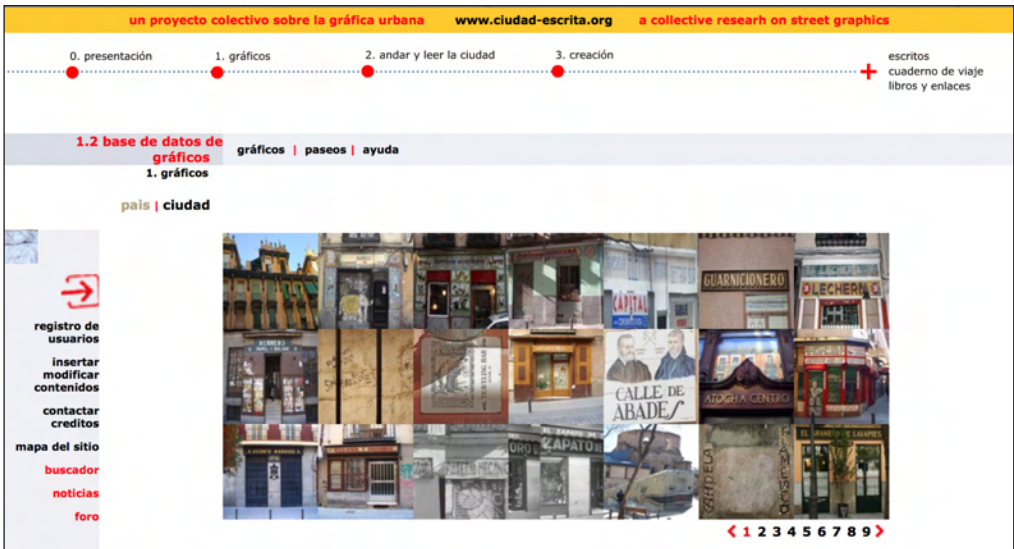 un proyecto colectivo sobre la gráfica urbana www.ciudad-escrita.org a collective researh on street graphics
0. presentación 1. gráficos 2. andar y leer la ciudad 3. creación
escritos
cuaderno de viaje
libros y enlaces
1.2 base de datos de
gráficos
gráficos | paseos | ayuda
1. gráficos
pais | ciudad
registro de
usuarios
insertar
modificar
contenidos
contactar
creditos
mapa del sitio
buscador
noticias
foro
CAPITAL
GUARNICIONERO
LECHERI
CALLE DE
ABADES
ATOCHA CENTRO
ZAPATO
1 2 3 4 5 6 7 8 9